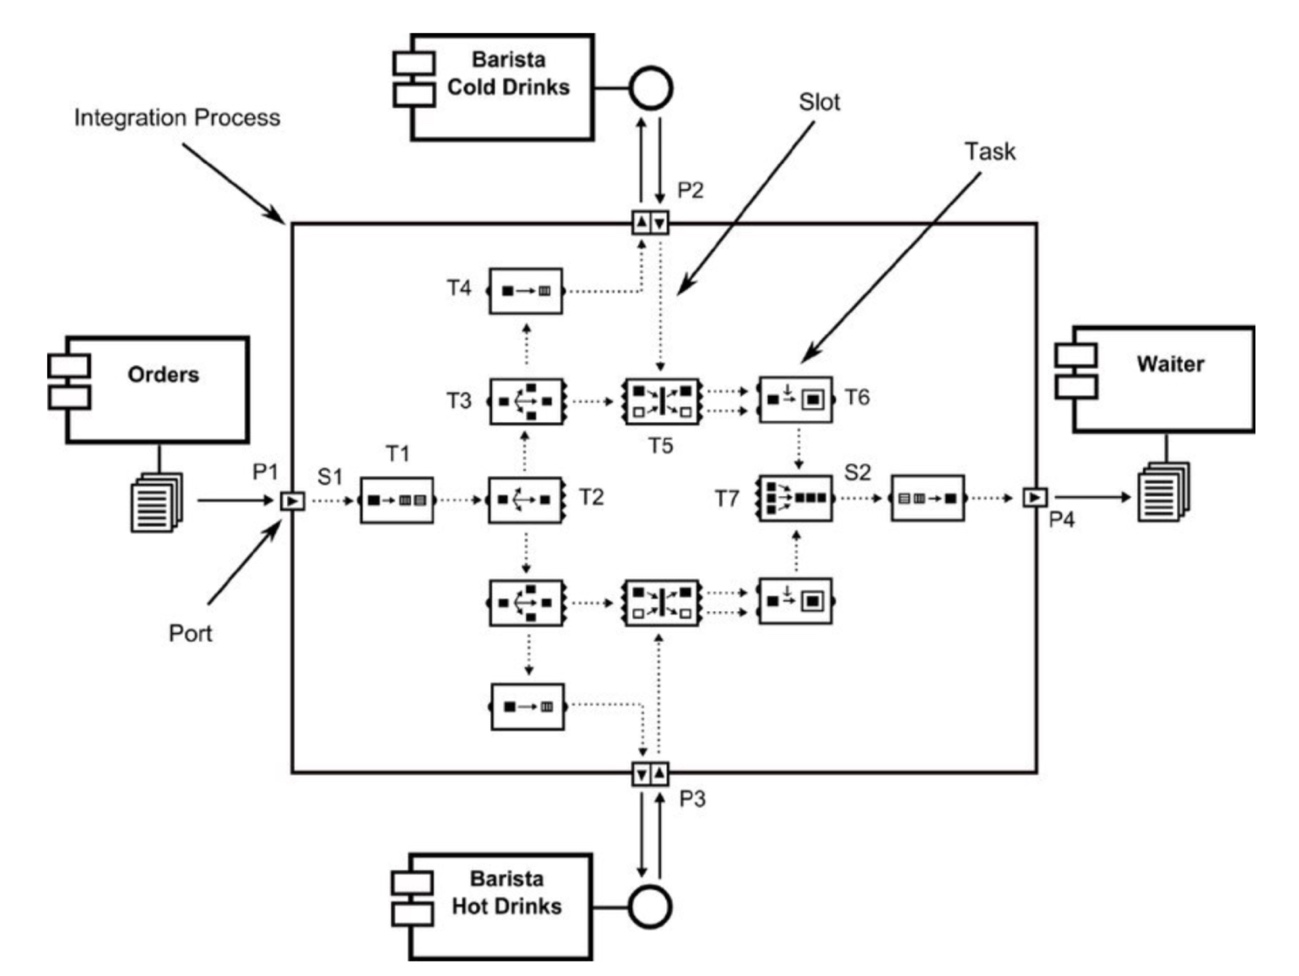 Barista
Cold Drinks
Slot
Integration Process
Task
P2
T4
Orders
Waiter
T3
T6
T5
T1
P1
S1
T2
T7
S2
P4
Port
P3
Barista
Hot Drinks